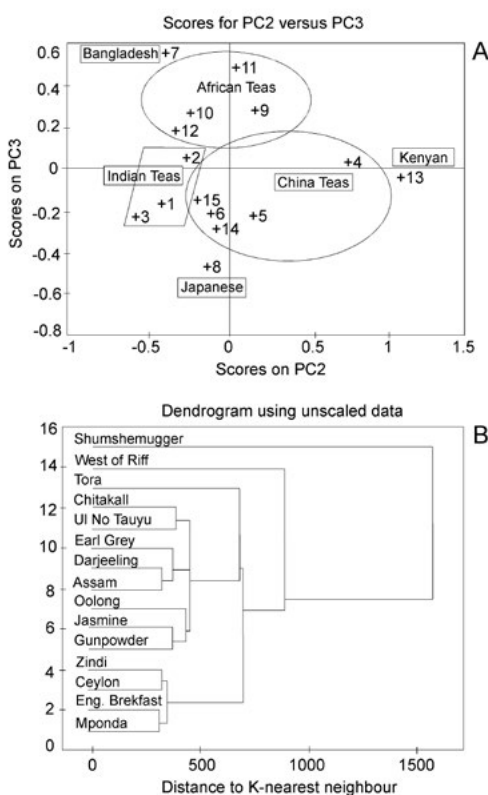 Scores for PC2 versus PC3
A
0.6
Bangladesh +7
+11
African Teas
0.4
+10
+9
0.2
+12
+2
+4
Kenyan
0
Indian Teas
China Teas
+13
+1
+15
-0.2
+3
+6
+5
+14
-0.4
+8
Japanese
-0.6
-0.8
-1
-0.5
0
0.5
1
1.5
Scores on PC3
Scores on PC2
Dendrogram using unscaled data
B
16
Shumshemugger
14
West of Riff
Tora
12
Chitakall
UI No Tauyu
10
Earl Grey
Darjeeling
8
Assam
Oolong
6
Jasmine
Gunpowder
4
Zindi
Ceylon
2
Eng. Brekfast
Mponda
0
0
500
1000
1500
Distance to K-nearest neighbour